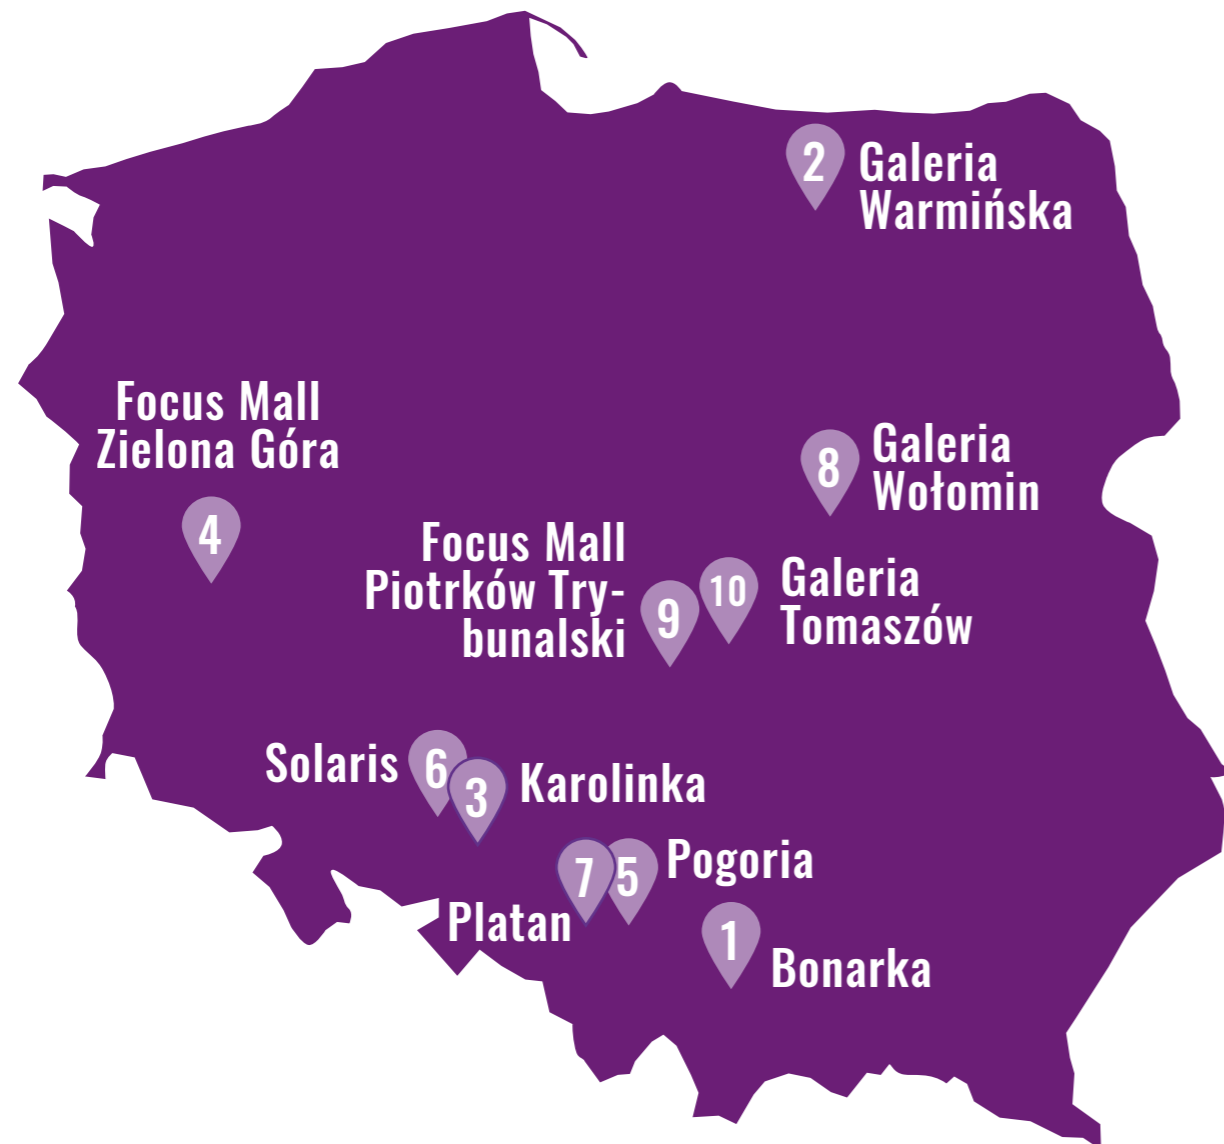 2
Galeria
Warmińska
Focus Mall
Zielona Góra
4
8
Galeria
Wołomin
Focus Mall
Piotrków Try-
bunalski
9
10
Galeria
Tomaszów
Solaris
6
3
Karolinka
7
5
Pogoria
Platan
1
Bonarka